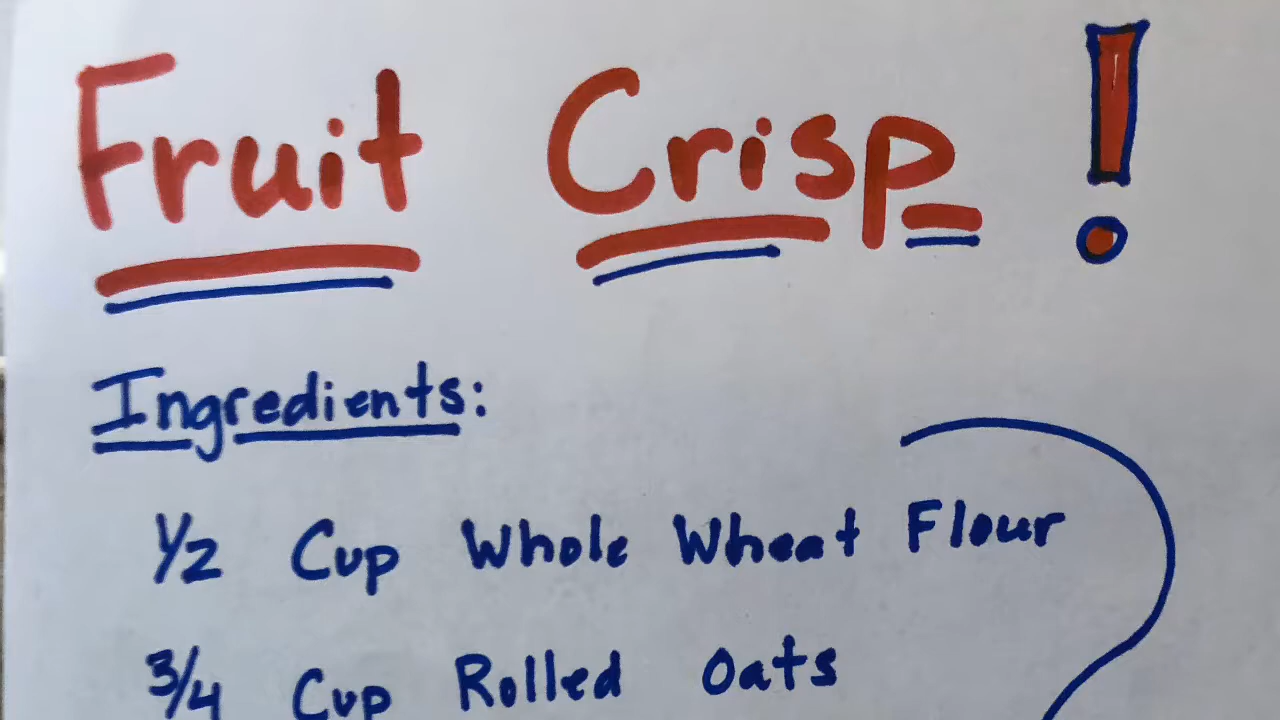 Fruit Crisp!
Ingredients:
1/2 Cup Whole Wheat Flour
3/4 Cup Rolled Oats